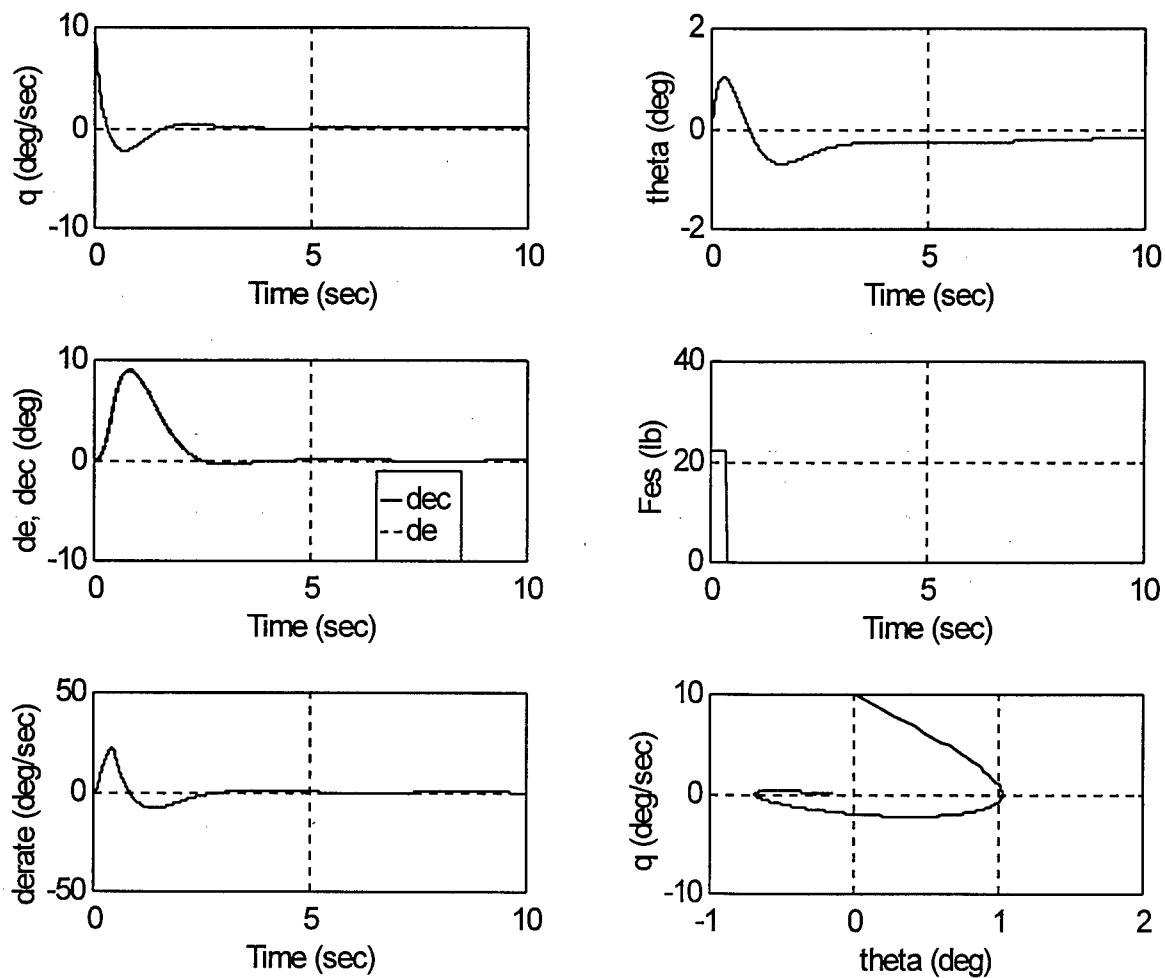 q (deg/sec)
10
0
-10
0 5 10
Time (sec)
theta (deg)
2
0
-2
0 5 10
Time (sec)
de, dec (deg)
10
0
-10
dec
de
0 5 10
Time (sec)
Fes (lb)
40
20
0
0 5 10
Time (sec)
derate (deg/sec)
50
0
-50
0 5 10
Time (sec)
q (deg/sec)
10
0
-10
-1 0 1 2
theta (deg)